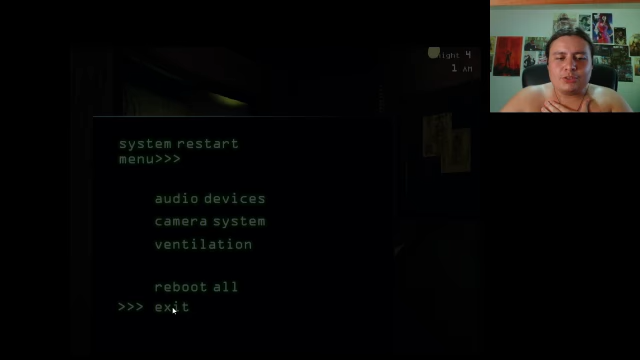 Night 4
1 AM
system restart
menu>>>
audio devices
camera system
ventilation
reboot all
>>> exit